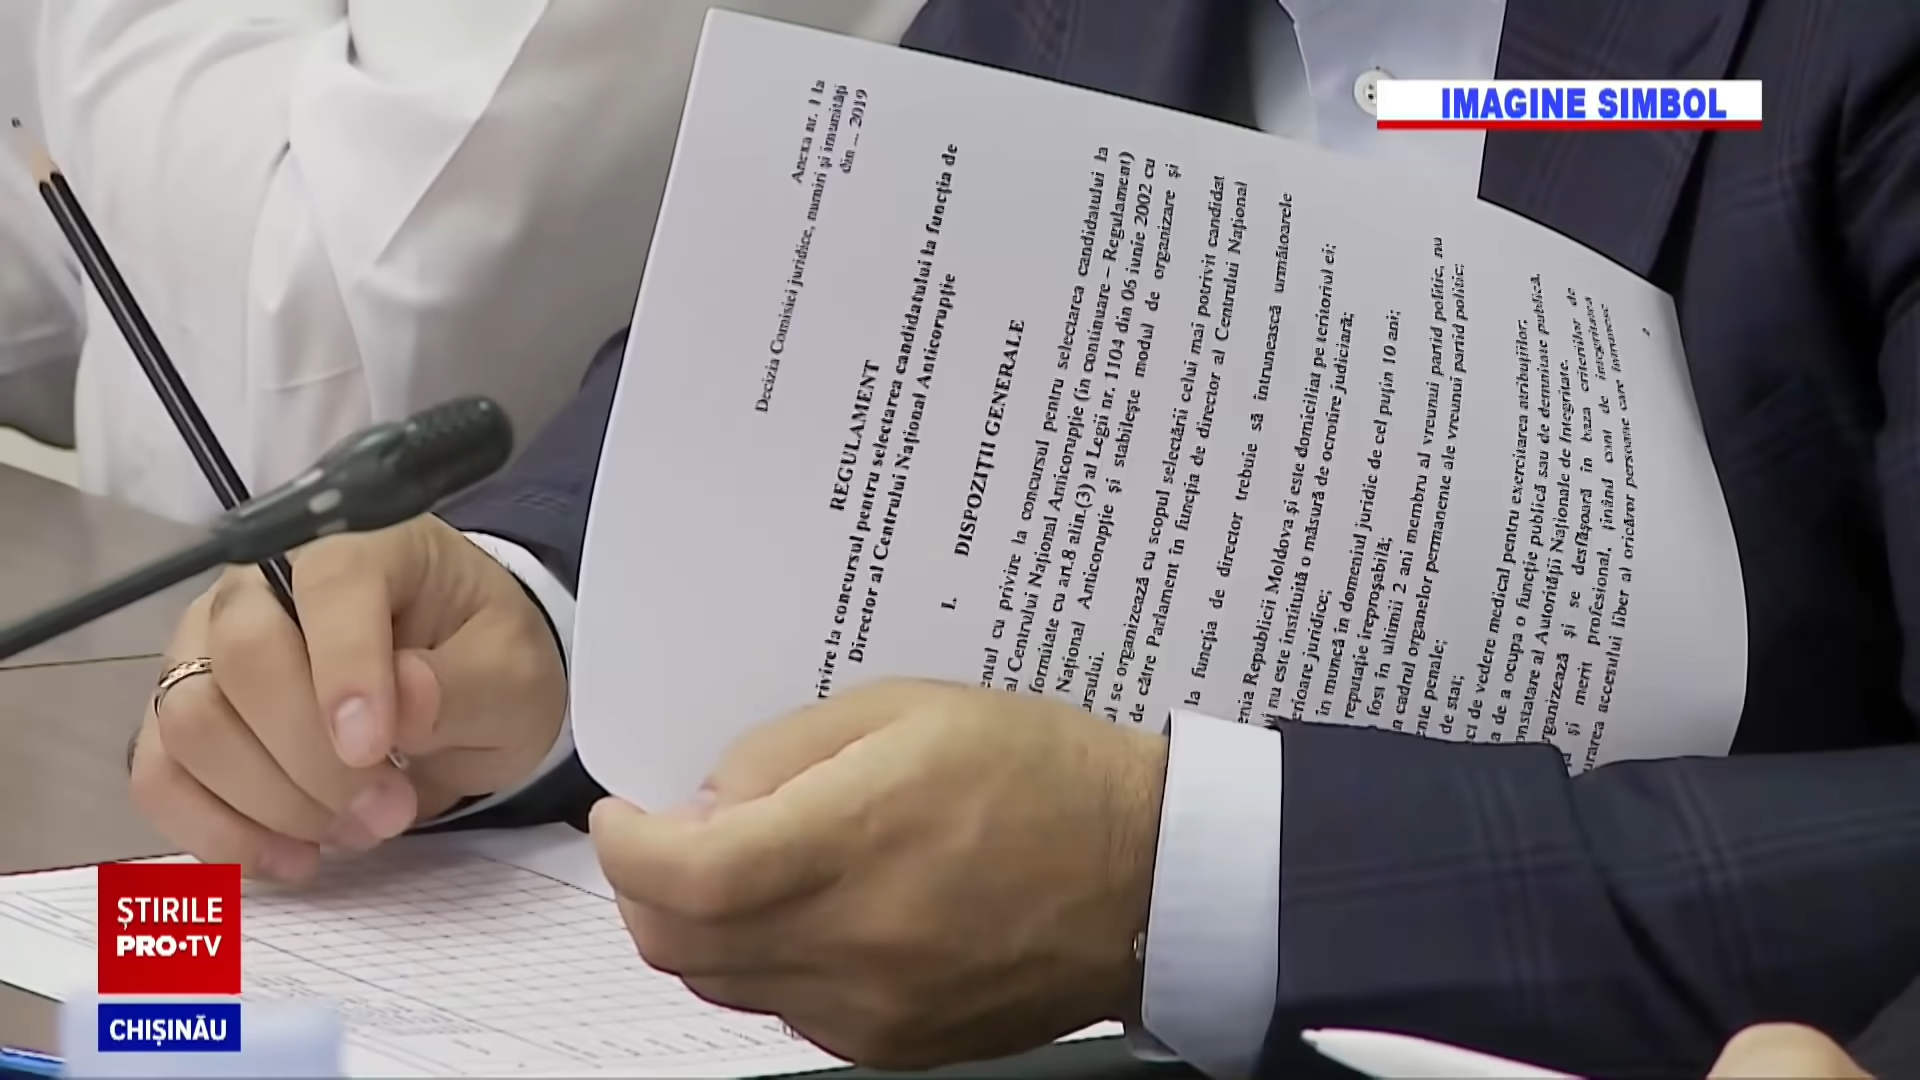 IMAGINE SIMBOL
Anexa nr. 1 la
Decizia Comisiei juridice, numiri și imunități
din ... 2019
REGULAMENT
privire la concursul pentru selectarea candidatului la funcția de
Director al Centrului Național Anticorupție
I. DISPOZIȚII GENERALE
cu privire la concursul pentru selectarea candidatului la
al Centrului Național Anticorupție (în continuare – Regulament)
cu art.8 alin.(3) al Legii nr. 1104 din 06 iunie 2002 cu
Național Anticorupție și stabilește modul de organizare și
se organizează cu scopul selectării celui mai potrivit candidat
de către Parlament în funcția de director al Centrului Național
la funcția de director trebuie să întrunească următoarele
Republicii Moldova și este domiciliat pe teritoriul ei;
nu este instituită o măsură de ocrotire judiciară;
juridice;
în muncă în domeniul juridic de cel puțin 10 ani;
reputație ireproșabilă;
fost în ultimii 2 ani membru al vreunui partid politic, nu
cadrul organelor permanente ale vreunui partid politic;
penale;
de stat;
de vedere medical pentru exercitarea atribuțiilor;
de a ocupa o funcție publică sau de demnitate publică,
al Autorității Naționale de Integritate.
și se desfășoară în baza criteriilor de
și merit profesional, ținând cont de integritatea
accesului liber al oricăror persoane care întrunesc
ȘTIRILE
PRO•TV
CHIȘINĂU